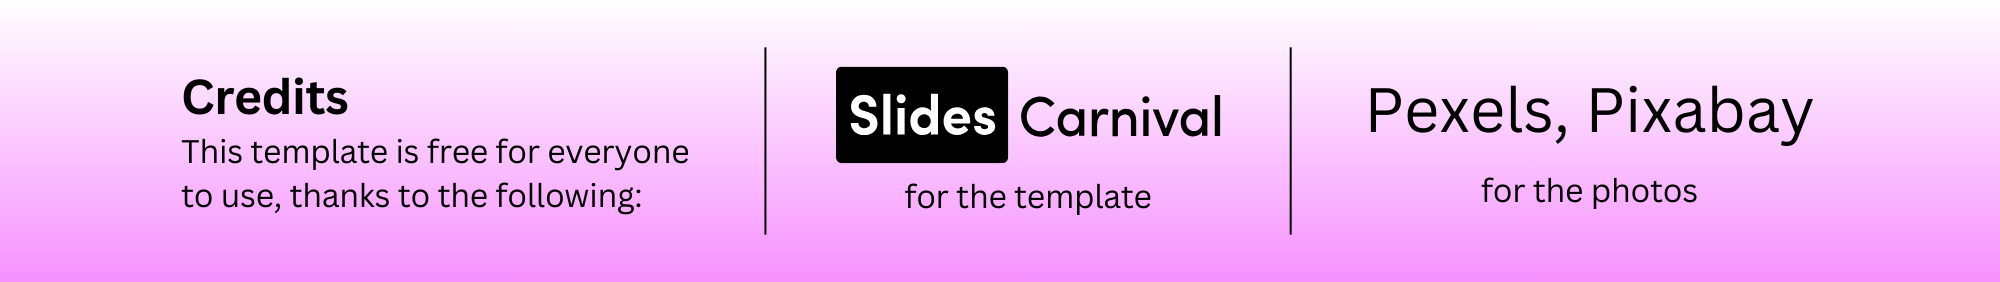 Credits
This template is free for everyone
to use, thanks to the following:
Slides Carnival
for the template
Pexels, Pixabay
for the photos